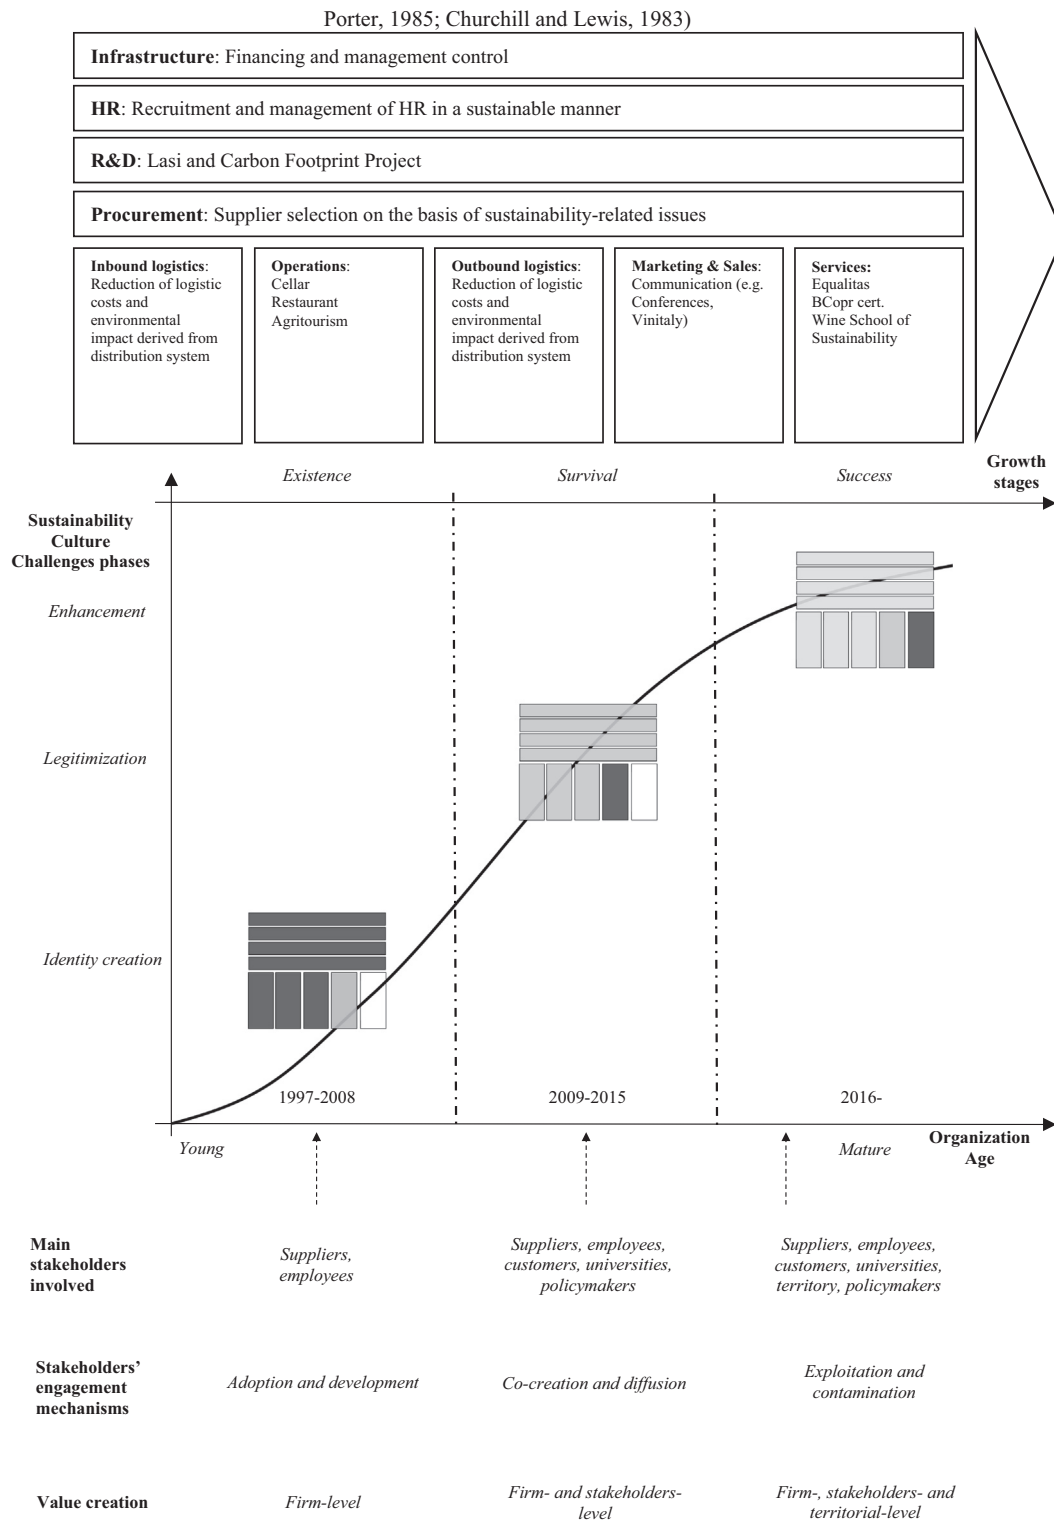 Porter, 1985; Churchill and Lewis, 1983)
Infrastructure: Financing and management control
HR: Recruitment and management of HR in a sustainable manner
R&D: Lasi and Carbon Footprint Project
Procurement: Supplier selection on the basis of sustainability-related issues
Inbound logistics:
Reduction of logistic
costs and
environmental
impact derived from
distribution system
Operations:
Cellar
Restaurant
Agritourism
Outbound logistics:
Reduction of logistic
costs and
environmental
impact derived from
distribution system
Marketing & Sales:
Communication (e.g.
Conferences,
Vinitaly)
Services:
Equalitas
BCopr cert.
Wine School of
Sustainability
Existence
Survival
Success
Growth
stages
Sustainability
Culture
Challenges phases
Enhancement
Legitimization
Identity creation
1997-2008
2009-2015
2016-
Young
Mature
Organization
Age
Main
stakeholders
involved
Suppliers,
employees
Suppliers, employees,
customers, universities,
policymakers
Suppliers, employees,
customers, universities,
territory, policymakers
Stakeholders’
engagement
mechanisms
Adoption and development
Co-creation and diffusion
Exploitation and
contamination
Value creation
Firm-level
Firm- and stakeholders-
level
Firm-, stakeholders- and
territorial-level